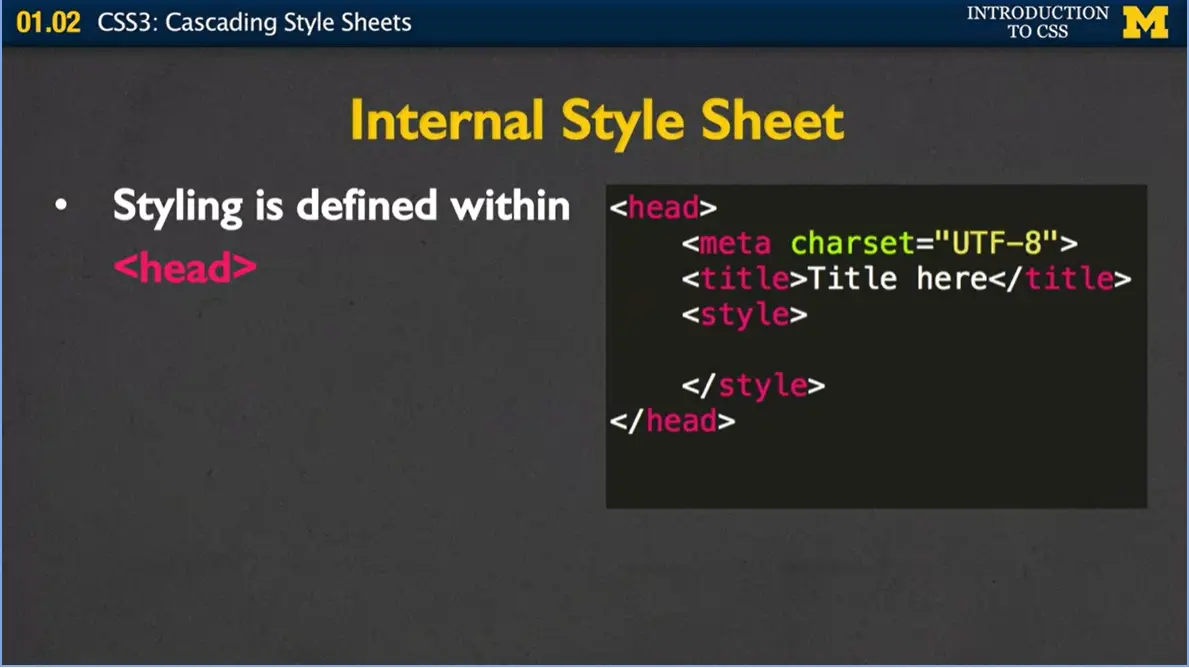 01.02 CSS3: Cascading Style Sheets
INTRODUCTION
TO CSS
M
Internal Style Sheet
• Styling is defined within
<head>
<head>
    <meta charset="UTF-8">
    <title>Title here</title>
    <style>
    </style>
</head>